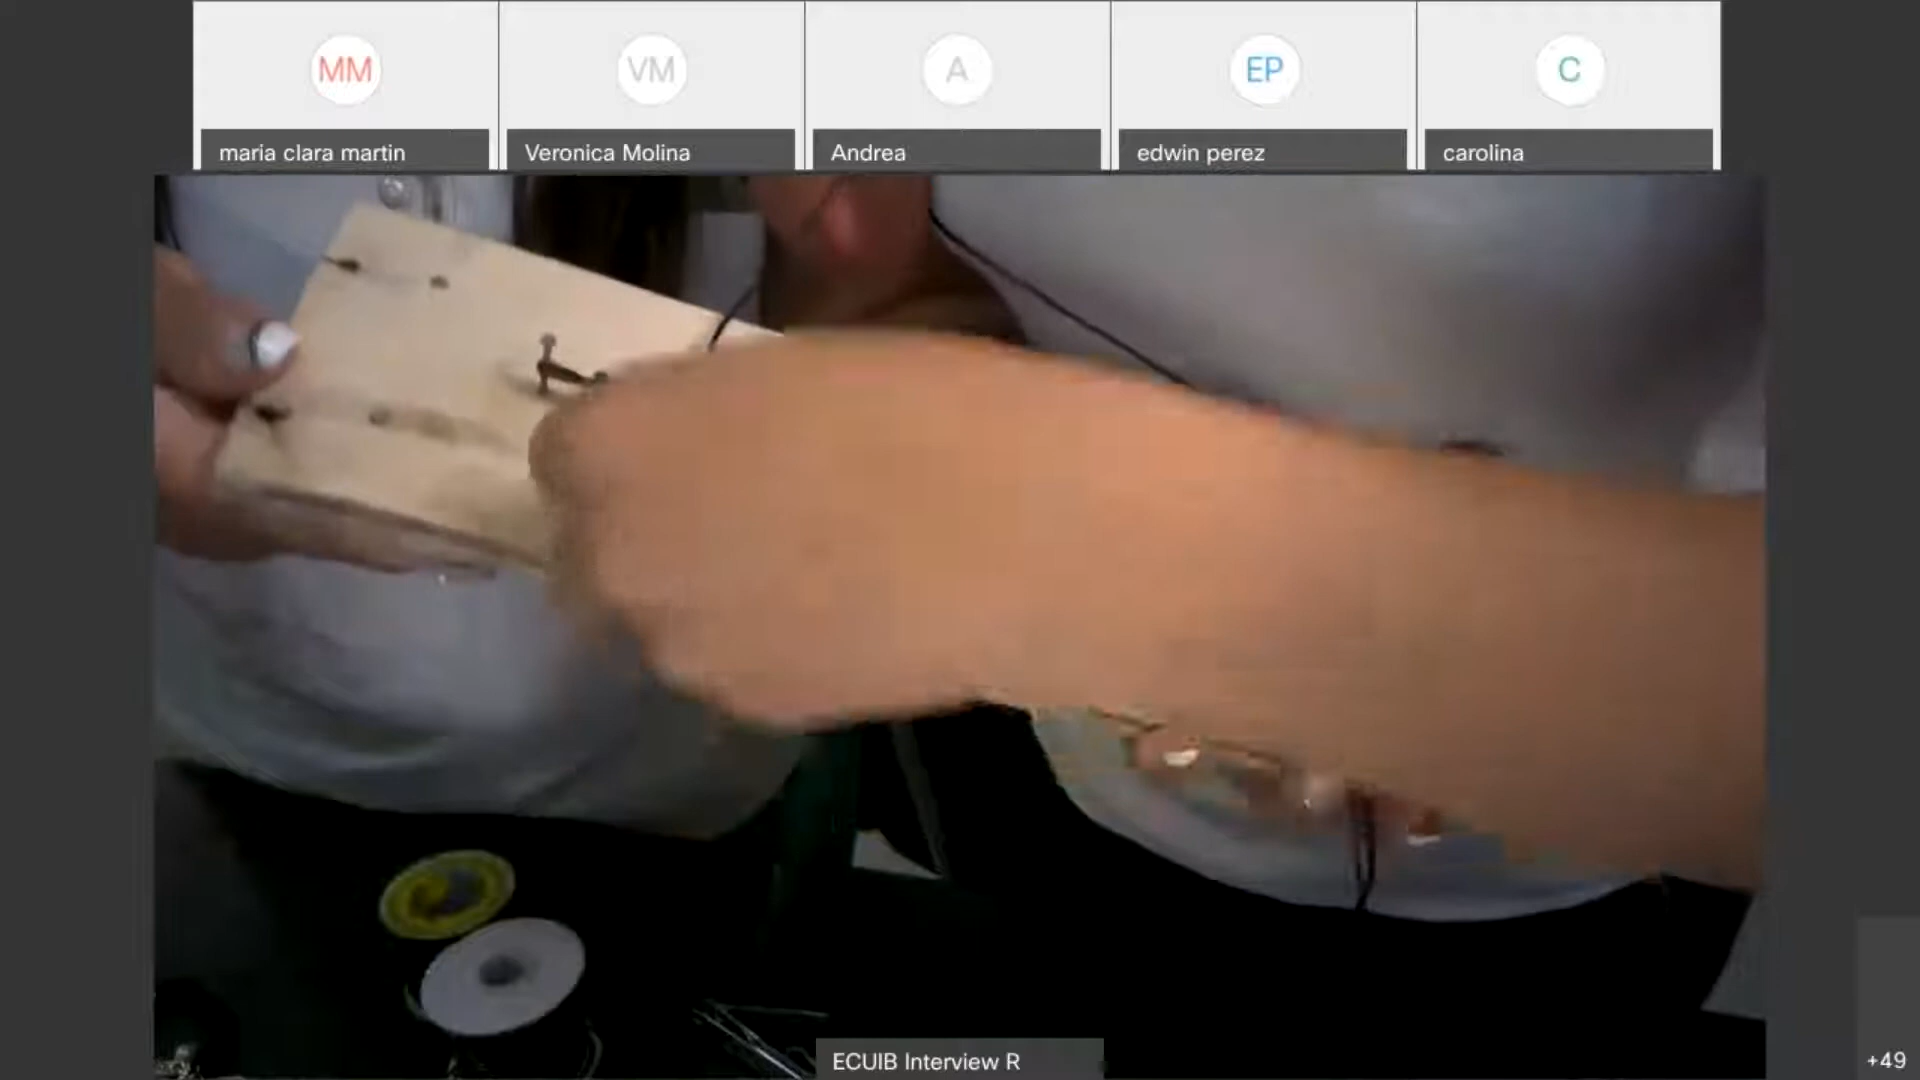 MM
VM
A
EP
C
maria clara martin
Veronica Molina
Andrea
edwin perez
carolina
ECUIB Interview R
+49